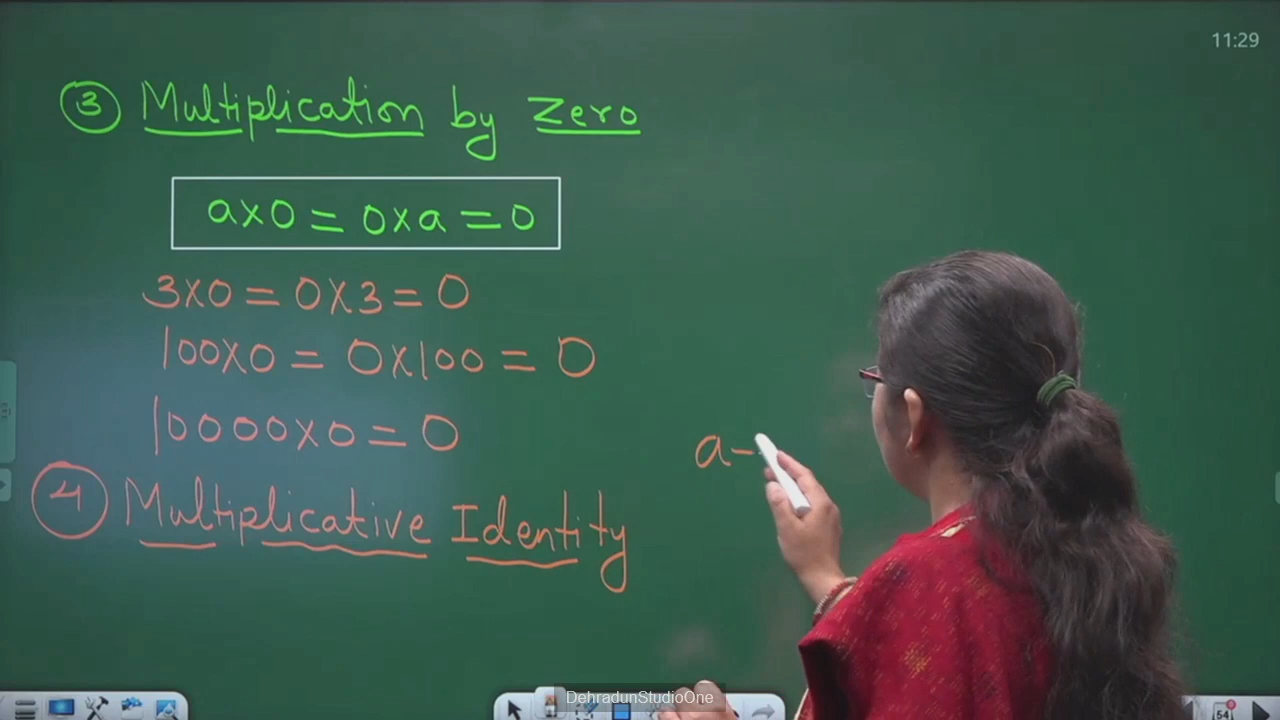 11:29
③ Multiplication by Zero
a×0 = 0×a = 0
3×0 = 0×3 = 0
100×0 = 0×100 = 0
10000×0 = 0
④ Multiplicative Identity
a-
DehradunStudioOne
54